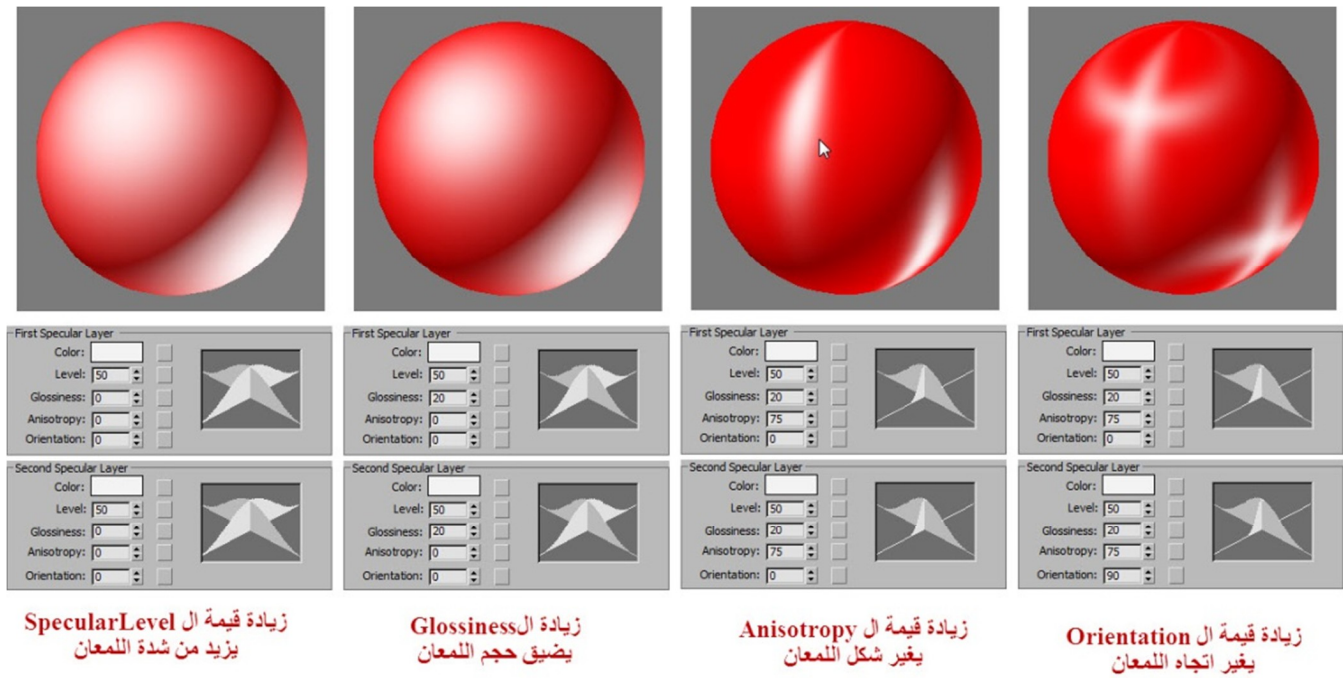 First Specular Layer
Color:
Level: 50
Glossiness: 0
Anisotropy: 0
Orientation: 0
Second Specular Layer
Color:
Level: 50
Glossiness: 0
Anisotropy: 0
Orientation: 0
زيادة قيمة ال SpecularLevel
يزيد من شدة اللمعان
First Specular Layer
Color:
Level: 50
Glossiness: 20
Anisotropy: 0
Orientation: 0
Second Specular Layer
Color:
Level: 50
Glossiness: 20
Anisotropy: 0
Orientation: 0
زيادة الGlossiness
يضيق حجم اللمعان
First Specular Layer
Color:
Level: 50
Glossiness: 20
Anisotropy: 75
Orientation: 0
Second Specular Layer
Color:
Level: 50
Glossiness: 20
Anisotropy: 75
Orientation: 0
زيادة قيمة ال Anisotropy
يغير شكل اللمعان
First Specular Layer
Color:
Level: 50
Glossiness: 20
Anisotropy: 75
Orientation: 0
Second Specular Layer
Color:
Level: 50
Glossiness: 20
Anisotropy: 75
Orientation: 90
زيادة قيمة ال Orientation
يغير اتجاه اللمعان